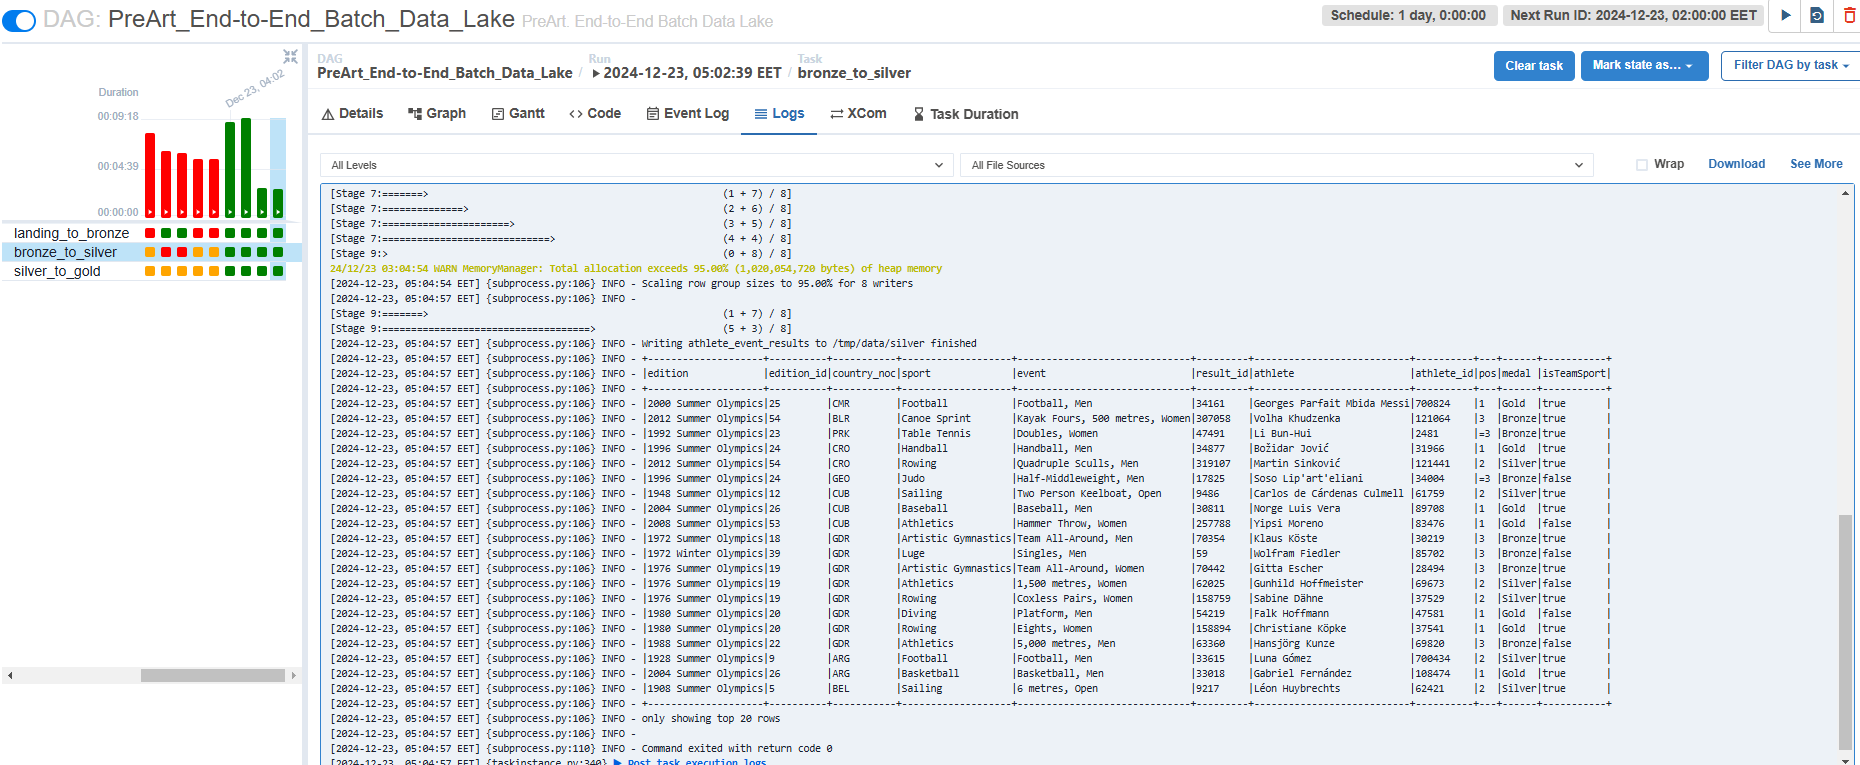 DAG: PreArt_End-to-End_Batch_Data_Lake PreArt. End-to-End Batch Data Lake
Schedule: 1 day, 0:00:00 Next Run ID: 2024-12-23, 02:00:00 EET
Dec 23, 04:02
Duration
00:09:18
00:04:39
00:00:00
landing_to_bronze
bronze_to_silver
silver_to_gold
DAG Run Task
PreArt_End-to-End_Batch_Data_Lake / 2024-12-23, 05:02:39 EET / bronze_to_silver
Clear task Mark state as... Filter DAG by task
Details Graph Gantt Code Event Log Logs XCom Task Duration
All Levels All File Sources Wrap Download See More
[Stage 7:=======> (1 + 7) / 8]
[Stage 7:==============> (2 + 6) / 8]
[Stage 7:======================> (3 + 5) / 8]
[Stage 7:=============================> (4 + 4) / 8]
[Stage 9:> (0 + 8) / 8]
24/12/23 03:04:54 WARN MemoryManager: Total allocation exceeds 95.00% (1,020,054,720 bytes) of heap memory
[2024-12-23, 05:04:54 EET] {subprocess.py:106} INFO - Scaling row group sizes to 95.00% for 8 writers
[2024-12-23, 05:04:57 EET] {subprocess.py:106} INFO -
[Stage 9:=======> (1 + 7) / 8]
[Stage 9:====================================> (5 + 3) / 8]
[2024-12-23, 05:04:57 EET] {subprocess.py:106} INFO - Writing athlete_event_results to /tmp/data/silver finished
[2024-12-23, 05:04:57 EET] {subprocess.py:106} INFO - +--------------------+----------+-----------+-------------------+------------------------------+---------+---------------------------+----------+---+------+-----------+
[2024-12-23, 05:04:57 EET] {subprocess.py:106} INFO - |edition |edition_id|country_noc|sport |event |result_id|athlete |athlete_id|pos|medal |isTeamSport|
[2024-12-23, 05:04:57 EET] {subprocess.py:106} INFO - +--------------------+----------+-----------+-------------------+------------------------------+---------+---------------------------+----------+---+------+-----------+
[2024-12-23, 05:04:57 EET] {subprocess.py:106} INFO - |2000 Summer Olympics|25 |CMR |Football |Football, Men |34161 |Georges Parfait Mbida Messi|700824 |1 |Gold |true |
[2024-12-23, 05:04:57 EET] {subprocess.py:106} INFO - |2012 Summer Olympics|54 |BLR |Canoe Sprint |Kayak Fours, 500 metres, Women|307058 |Volha Khudzenka |121064 |3 |Bronze|true |
[2024-12-23, 05:04:57 EET] {subprocess.py:106} INFO - |1992 Summer Olympics|23 |PRK |Table Tennis |Doubles, Women |47491 |Li Bun-Hui |2481 |=3 |Bronze|true |
[2024-12-23, 05:04:57 EET] {subprocess.py:106} INFO - |1996 Summer Olympics|24 |CRO |Handball |Handball, Men |34877 |Božidar Jović |31966 |1 |Gold |true |
[2024-12-23, 05:04:57 EET] {subprocess.py:106} INFO - |2012 Summer Olympics|54 |CRO |Rowing |Quadruple Sculls, Men |319107 |Martin Sinković |121441 |2 |Silver|true |
[2024-12-23, 05:04:57 EET] {subprocess.py:106} INFO - |1996 Summer Olympics|24 |GEO |Judo |Half-Middleweight, Men |17825 |Soso Lip'art'eliani |34004 |=3 |Bronze|false |
[2024-12-23, 05:04:57 EET] {subprocess.py:106} INFO - |1948 Summer Olympics|12 |CUB |Sailing |Two Person Keelboat, Open |9486 |Carlos de Cárdenas Culmell |61759 |2 |Silver|true |
[2024-12-23, 05:04:57 EET] {subprocess.py:106} INFO - |2004 Summer Olympics|26 |CUB |Baseball |Baseball, Men |30811 |Norge Luis Vera |89708 |1 |Gold |true |
[2024-12-23, 05:04:57 EET] {subprocess.py:106} INFO - |2008 Summer Olympics|53 |CUB |Athletics |Hammer Throw, Women |257788 |Yipsi Moreno |83476 |1 |Gold |false |
[2024-12-23, 05:04:57 EET] {subprocess.py:106} INFO - |1972 Summer Olympics|18 |GDR |Artistic Gymnastics|Team All-Around, Men |70354 |Klaus Köste |30219 |3 |Bronze|true |
[2024-12-23, 05:04:57 EET] {subprocess.py:106} INFO - |1972 Winter Olympics|39 |GDR |Luge |Singles, Men |59 |Wolfram Fiedler |85702 |3 |Bronze|false |
[2024-12-23, 05:04:57 EET] {subprocess.py:106} INFO - |1976 Summer Olympics|19 |GDR |Artistic Gymnastics|Team All-Around, Women |70442 |Gitta Escher |28494 |3 |Bronze|true |
[2024-12-23, 05:04:57 EET] {subprocess.py:106} INFO - |1976 Summer Olympics|19 |GDR |Athletics |1,500 metres, Women |62025 |Gunhild Hoffmeister |69673 |2 |Silver|false |
[2024-12-23, 05:04:57 EET] {subprocess.py:106} INFO - |1976 Summer Olympics|19 |GDR |Rowing |Coxless Pairs, Women |158759 |Sabine Dähne |37529 |2 |Silver|true |
[2024-12-23, 05:04:57 EET] {subprocess.py:106} INFO - |1980 Summer Olympics|20 |GDR |Diving |Platform, Men |54219 |Falk Hoffmann |47581 |1 |Gold |false |
[2024-12-23, 05:04:57 EET] {subprocess.py:106} INFO - |1980 Summer Olympics|20 |GDR |Rowing |Eights, Women |158894 |Christiane Köpke |37541 |1 |Gold |true |
[2024-12-23, 05:04:57 EET] {subprocess.py:106} INFO - |1988 Summer Olympics|22 |GDR |Athletics |5,000 metres, Men |63360 |Hansjörg Kunze |69820 |3 |Bronze|false |
[2024-12-23, 05:04:57 EET] {subprocess.py:106} INFO - |1928 Summer Olympics|9 |ARG |Football |Football, Men |33615 |Luna Gómez |700434 |2 |Silver|true |
[2024-12-23, 05:04:57 EET] {subprocess.py:106} INFO - |2004 Summer Olympics|26 |ARG |Basketball |Basketball, Men |33018 |Gabriel Fernández |108474 |1 |Gold |true |
[2024-12-23, 05:04:57 EET] {subprocess.py:106} INFO - |1908 Summer Olympics|5 |BEL |Sailing |6 metres, Open |9217 |Léon Huybrechts |62421 |2 |Silver|true |
[2024-12-23, 05:04:57 EET] {subprocess.py:106} INFO - +--------------------+----------+-----------+-------------------+------------------------------+---------+---------------------------+----------+---+------+-----------+
[2024-12-23, 05:04:57 EET] {subprocess.py:106} INFO - only showing top 20 rows
[2024-12-23, 05:04:57 EET] {subprocess.py:106} INFO -
[2024-12-23, 05:04:57 EET] {subprocess.py:110} INFO - Command exited with return code 0
[2024-12-23, 05:04:57 EET] {taskinstance.py:340} ▶ Post task execution logs